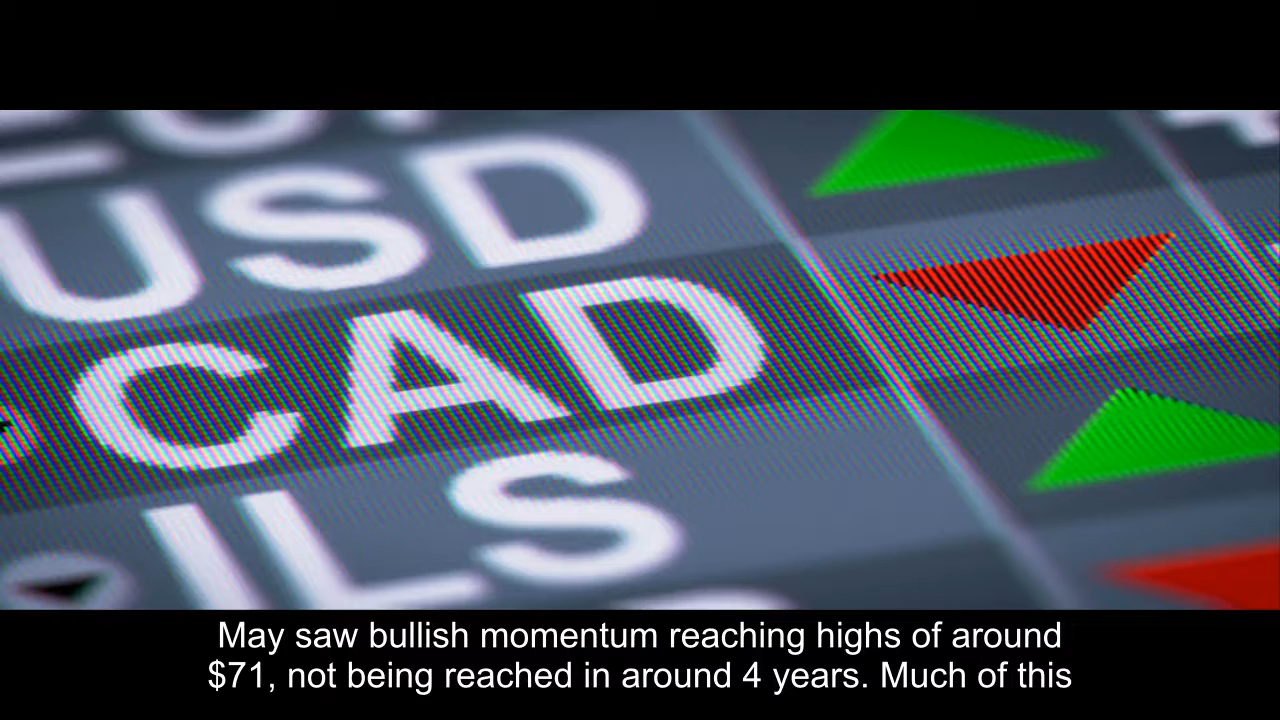 USD
CAD
ILS
May saw bullish momentum reaching highs of around
$71, not being reached in around 4 years. Much of this